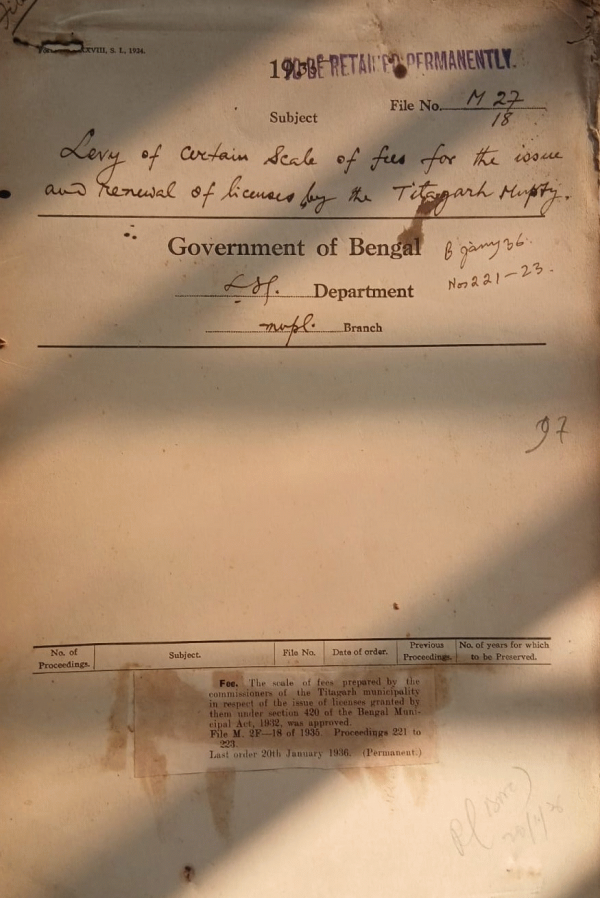 XVIII, S. I., 1934.
TO BE RETAINED PERMANENTLY.
193
File No. M 27
18
Subject
Levy of certain Scale of fees for the issue
and renewal of licenses by the Titagarh Mupty.
Government of Bengal
B Jany 36.
Nos 221-23.
Department
mupl. Branch
97
No. of Proceedings.
Subject.
File No.
Date of order.
Previous Proceedings.
No. of years for which to be Preserved.
Fee. The scale of fees prepared by the
commissioners of the Titagarh municipality
in respect of the issue of licenses granted by
them under section 420 of the Bengal Muni-
cipal Act, 1932, was approved.
File M. 2F—18 of 1935. Proceedings 221 to
223.
Last order 20th January 1936. (Permanent.)